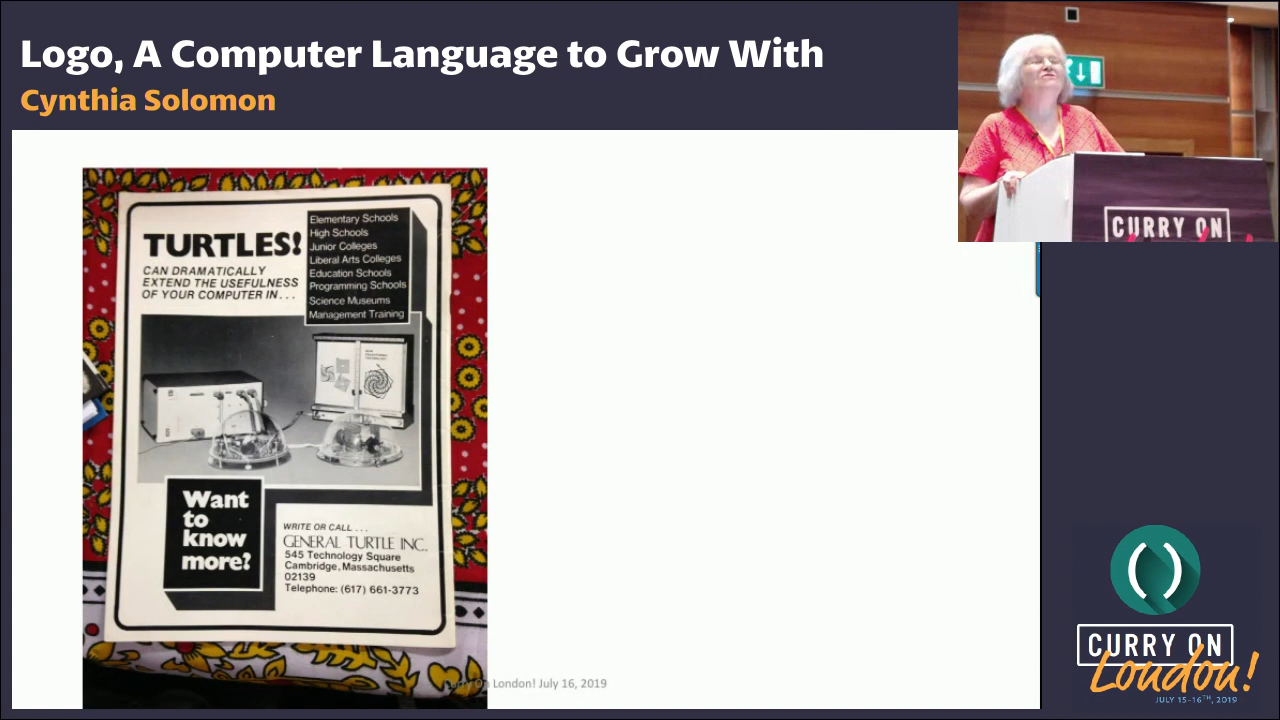 Logo, A Computer Language to Grow With
Cynthia Solomon
TURTLES!
CAN DRAMATICALLY
EXTEND THE USEFULNESS
OF YOUR COMPUTER IN...
Elementary Schools
High Schools
Junior Colleges
Liberal Arts Colleges
Education Schools
Programming Schools
Science Museums
Management Training
Want
to
know
more?
WRITE OR CALL...
GENERAL TURTLE INC.
545 Technology Square
Cambridge, Massachusetts
02139
Telephone: (617) 661-3773
London! July 16, 2019
CURRY ON
( )
CURRY ON
London!
JULY 15-16TH, 2019